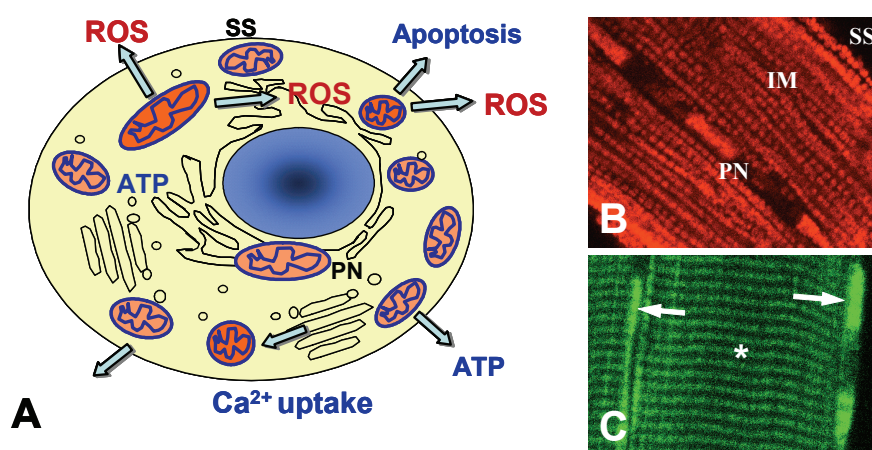 ROS
SS
Apoptosis
ROS
ROS
ATP
PN
ATP
Ca²⁺ uptake
A
SS
IM
PN
B
*
C